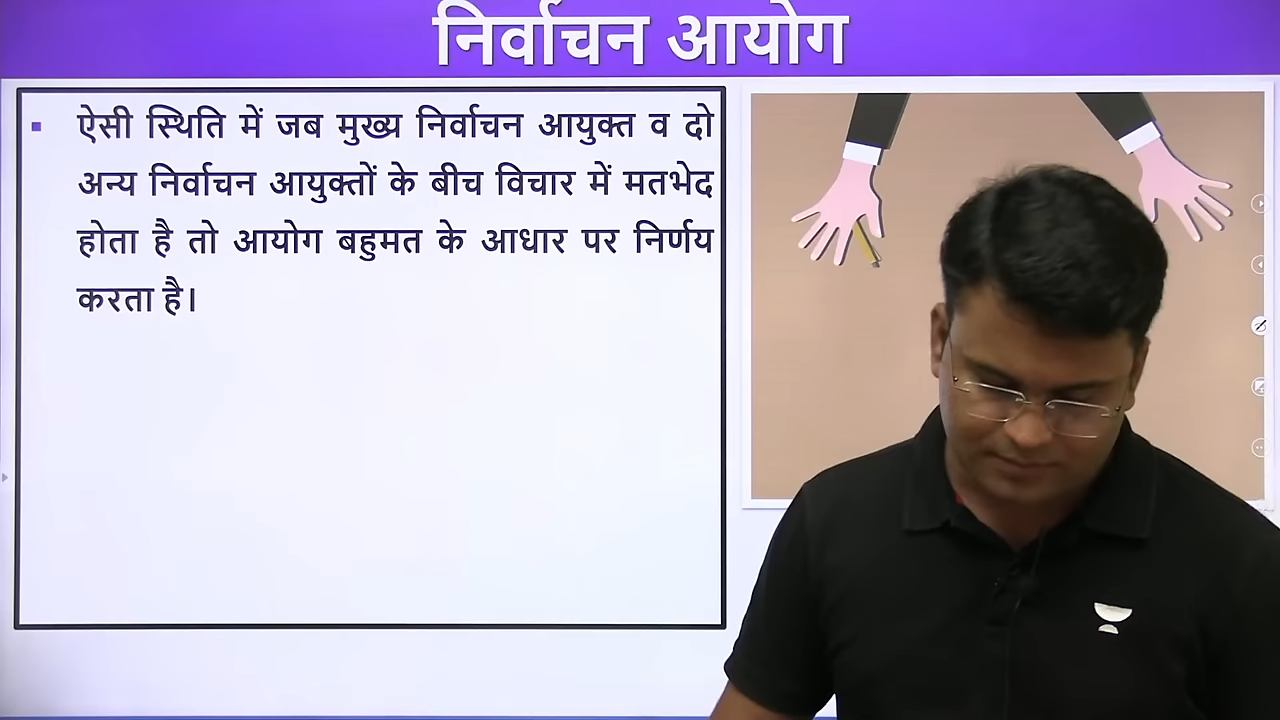 निर्वाचन आयोग
▪ ऐसी स्थिति में जब मुख्य निर्वाचन आयुक्त व दो
अन्य निर्वाचन आयुक्तों के बीच विचार में मतभेद
होता है तो आयोग बहुमत के आधार पर निर्णय
करता है।